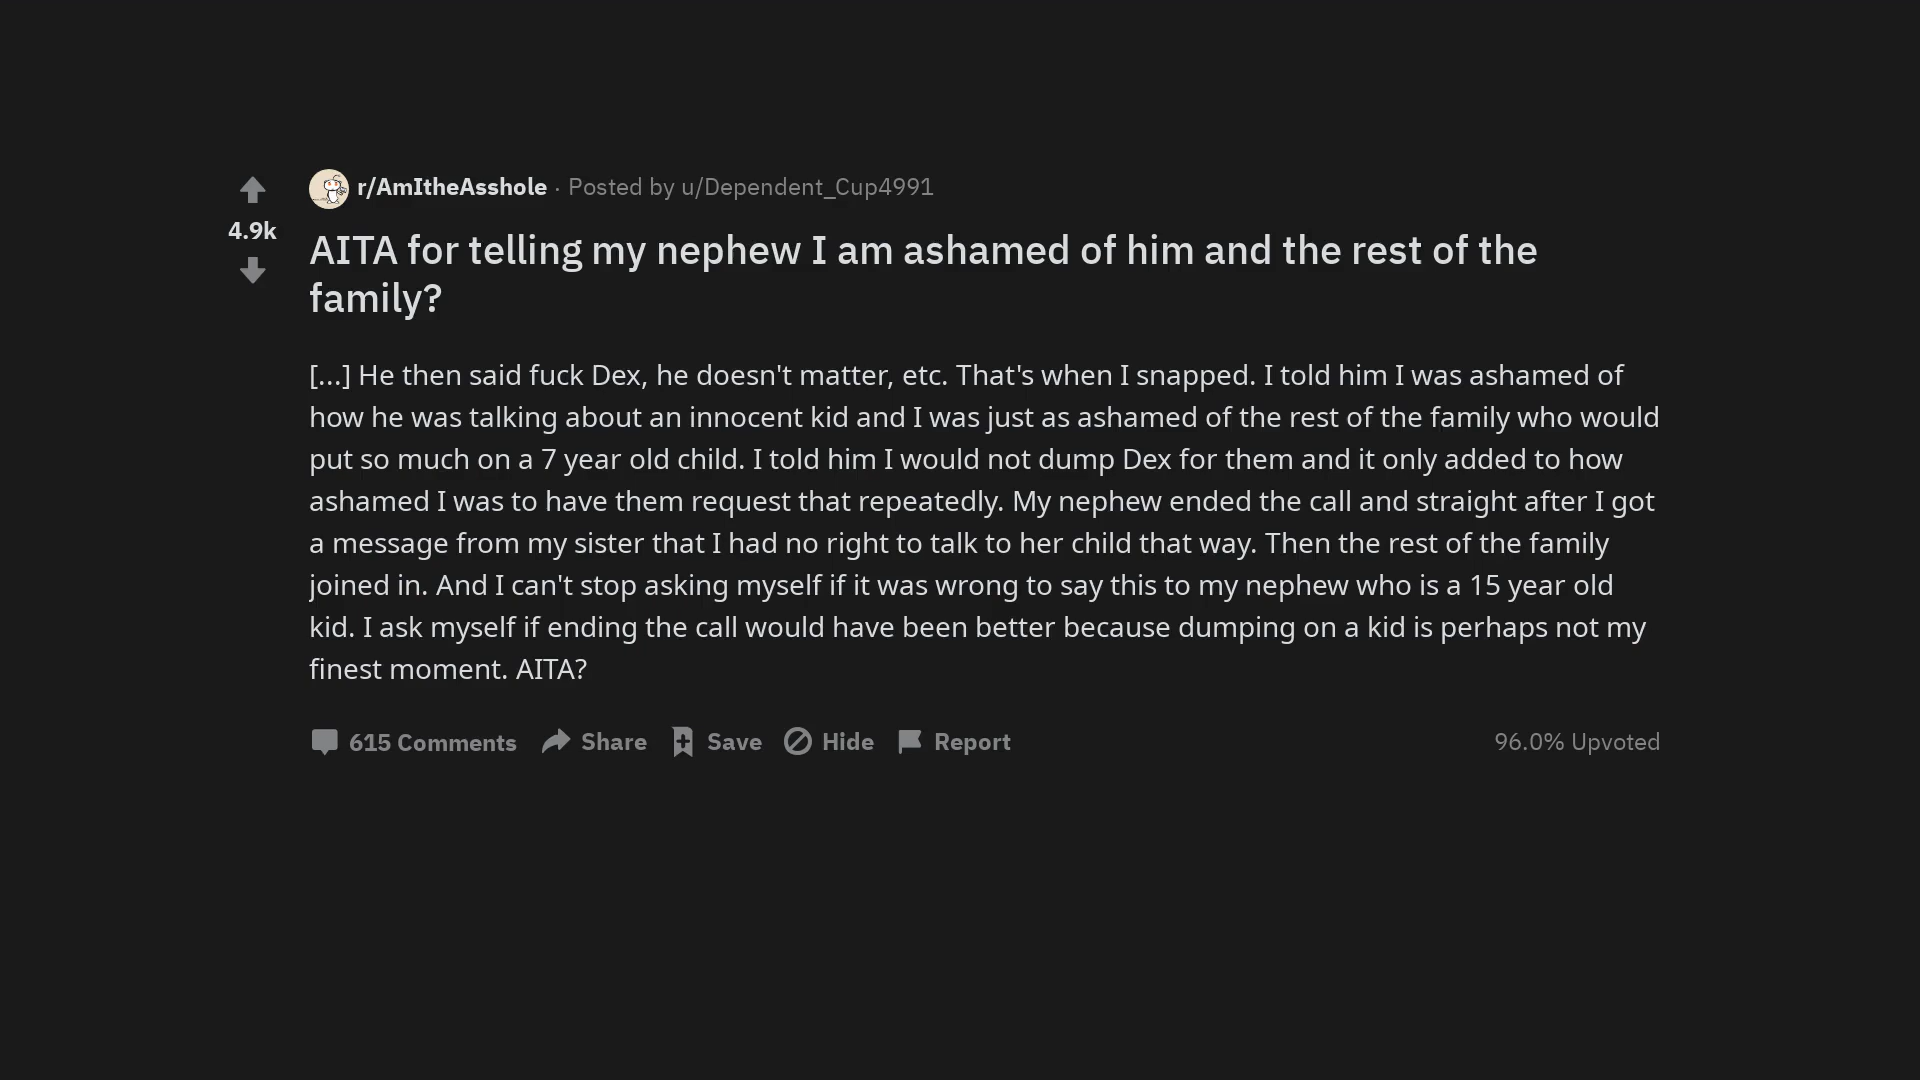 r/AmItheAsshole · Posted by u/Dependent_Cup4991
4.9k
AITA for telling my nephew I am ashamed of him and the rest of the
family?
[...] He then said fuck Dex, he doesn't matter, etc. That's when I snapped. I told him I was ashamed of
how he was talking about an innocent kid and I was just as ashamed of the rest of the family who would
put so much on a 7 year old child. I told him I would not dump Dex for them and it only added to how
ashamed I was to have them request that repeatedly. My nephew ended the call and straight after I got
a message from my sister that I had no right to talk to her child that way. Then the rest of the family
joined in. And I can't stop asking myself if it was wrong to say this to my nephew who is a 15 year old
kid. I ask myself if ending the call would have been better because dumping on a kid is perhaps not my
finest moment. AITA?
615 Comments Share Save Hide Report 96.0% Upvoted